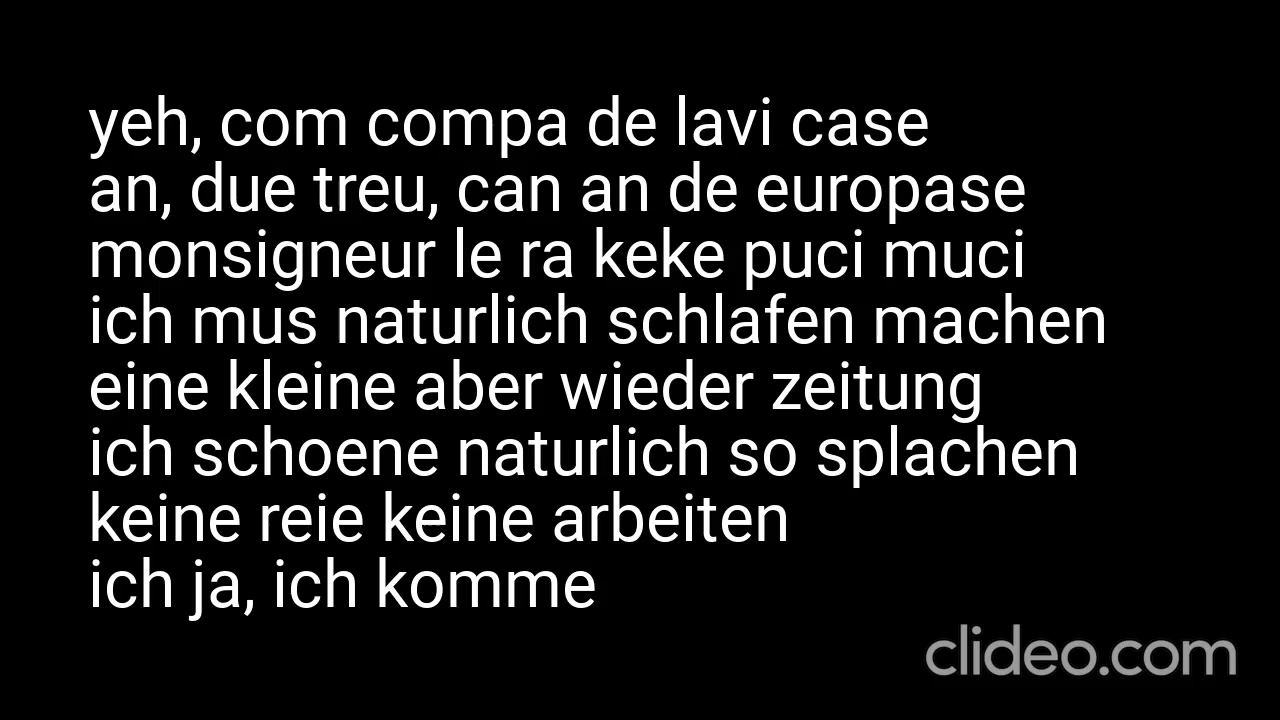 yeh, com compa de lavi case
an, due treu, can an de europase
monsigneur le ra keke puci muci
ich mus naturlich schlafen machen
eine kleine aber wieder zeitung
ich schoene naturlich so splachen
keine reie keine arbeiten
ich ja, ich komme
clideo.com